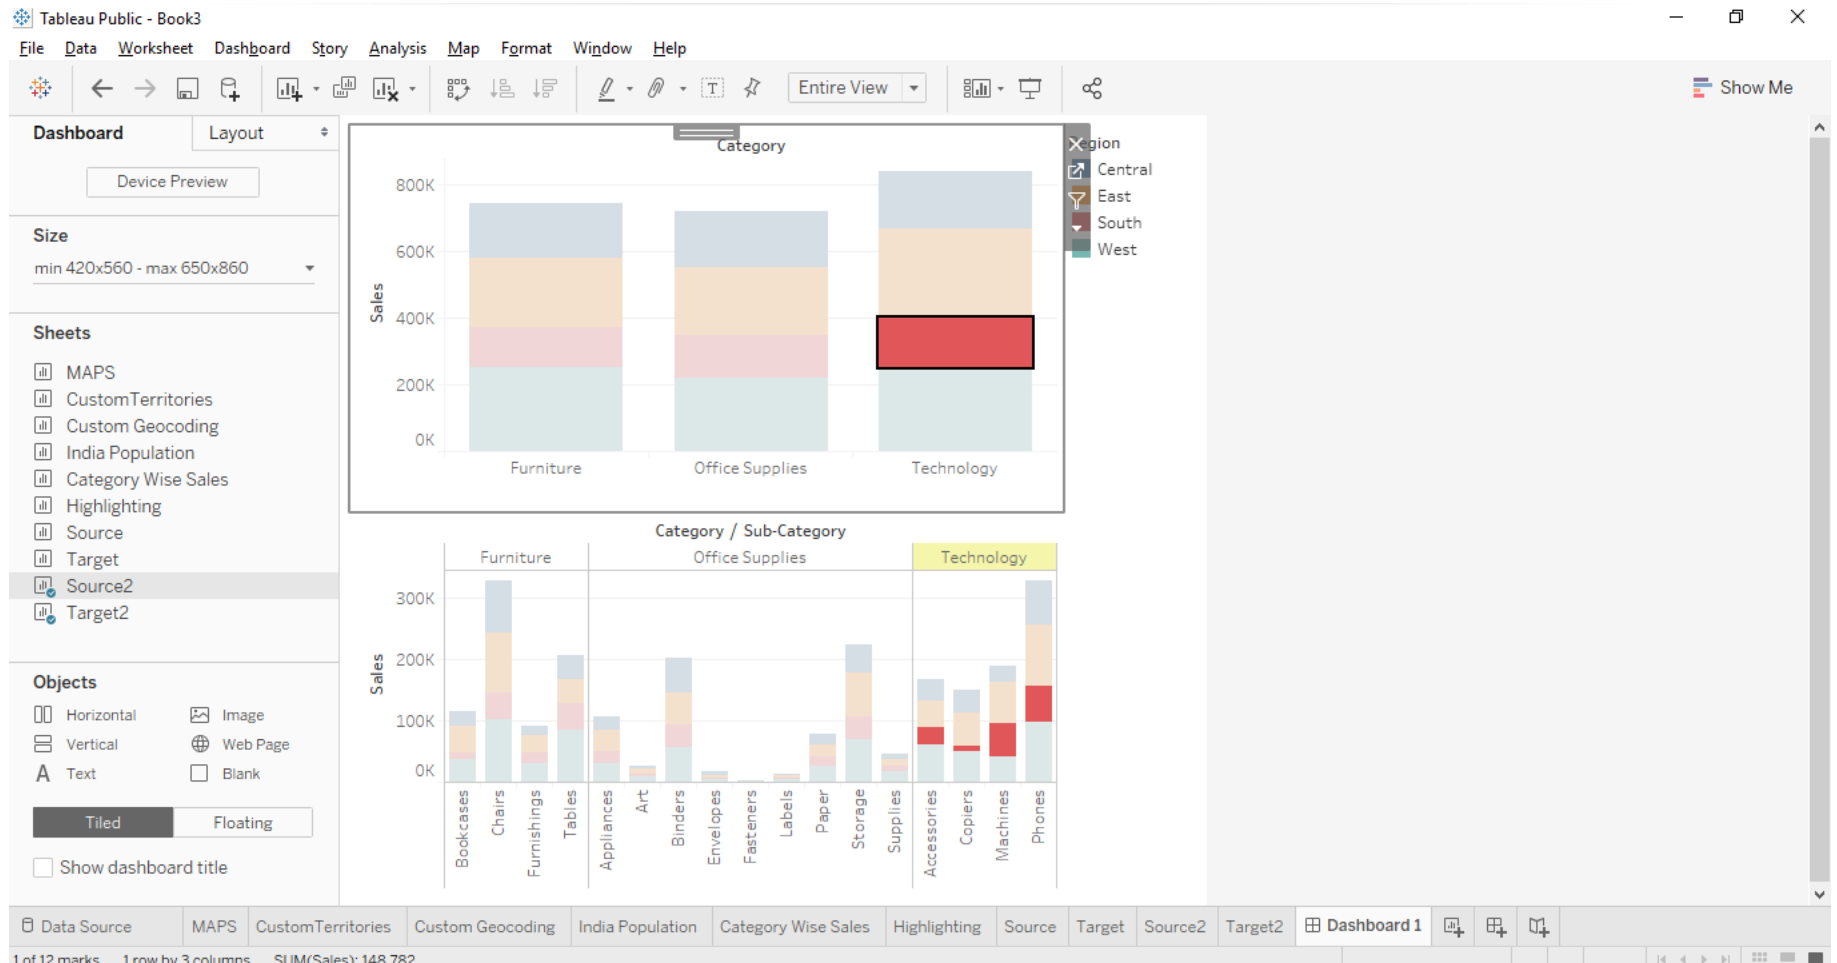 Tableau Public - Book3
File Data Worksheet Dashboard Story Analysis Map Format Window Help
Entire View
Show Me
Dashboard
Layout
Device Preview
Size
min 420x560 - max 650x860
Sheets
MAPS
CustomTerritories
Custom Geocoding
India Population
Category Wise Sales
Highlighting
Source
Target
Source2
Target2
Objects
Horizontal
Image
Vertical
Web Page
A Text
Blank
Tiled
Floating
Show dashboard title
Category
800K
600K
400K
200K
0K
Sales
Furniture
Office Supplies
Technology
Central
East
South
West
Category / Sub-Category
Furniture
Office Supplies
Technology
300K
200K
100K
0K
Sales
Bookcases
Chairs
Furnishings
Tables
Appliances
Art
Binders
Envelopes
Fasteners
Labels
Paper
Storage
Supplies
Accessories
Copiers
Machines
Phones
Data Source MAPS CustomTerritories Custom Geocoding India Population Category Wise Sales Highlighting Source Target Source2 Target2 Dashboard 1
1 of 12 marks 1 row by 3 columns SUM(Sales): 148,782